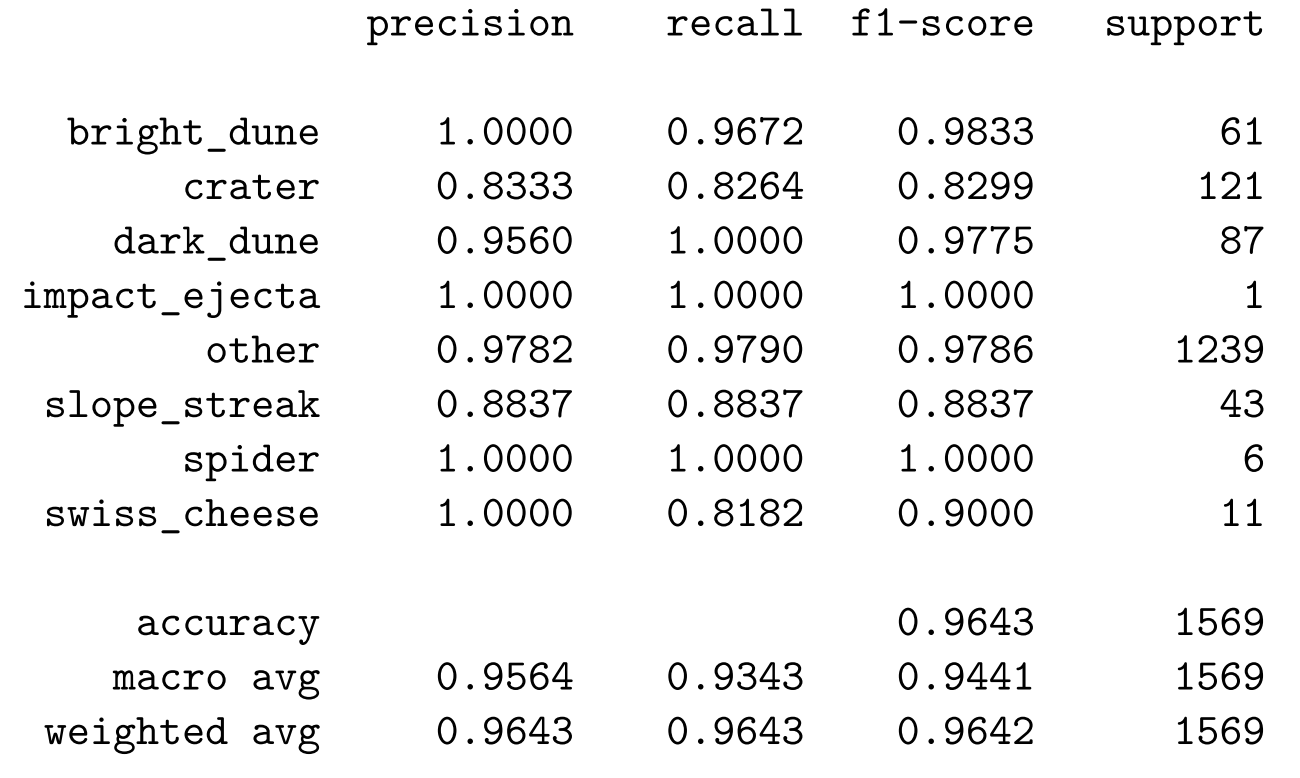 precision recall f1-score support
bright_dune 1.0000 0.9672 0.9833 61
crater 0.8333 0.8264 0.8299 121
dark_dune 0.9560 1.0000 0.9775 87
impact_ejecta 1.0000 1.0000 1.0000 1
other 0.9782 0.9790 0.9786 1239
slope_streak 0.8837 0.8837 0.8837 43
spider 1.0000 1.0000 1.0000 6
swiss_cheese 1.0000 0.8182 0.9000 11
accuracy 0.9643 1569
macro avg 0.9564 0.9343 0.9441 1569
weighted avg 0.9643 0.9643 0.9642 1569